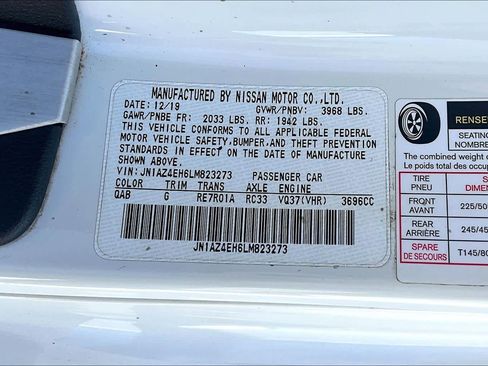 MANUFACTURED BY NISSAN MOTOR CO.,LTD.
DATE: 12/19 GVWR/PNBV: 3968 LBS.
GAWR/PNBE FR: 2033 LBS. RR: 1942 LBS.
THIS VEHICLE CONFORMS TO ALL APPLICABLE FEDERAL
MOTOR VEHICLE SAFETY, BUMPER, AND THEFT PREVENTION
STANDARDS IN EFFECT ON THE DATE OF MANUFACTURE
SHOWN ABOVE.
VIN: JN1AZ4EH6LM823273 PASSENGER CAR
COLOR TRIM TRANS AXLE ENGINE
QAB G RE7R01A RC33 VQ37(VHR) 3696CC
JN1AZ4EH6LM823273
RENSE
SEATING
NOMBRE
The combined weight
Le poids total des occu
TIRE
PNEU
S
D
FRONT
AVANT
225/50
REAR
ARRIÈRE
245/45
SPARE
DE SECOURS
T145/80